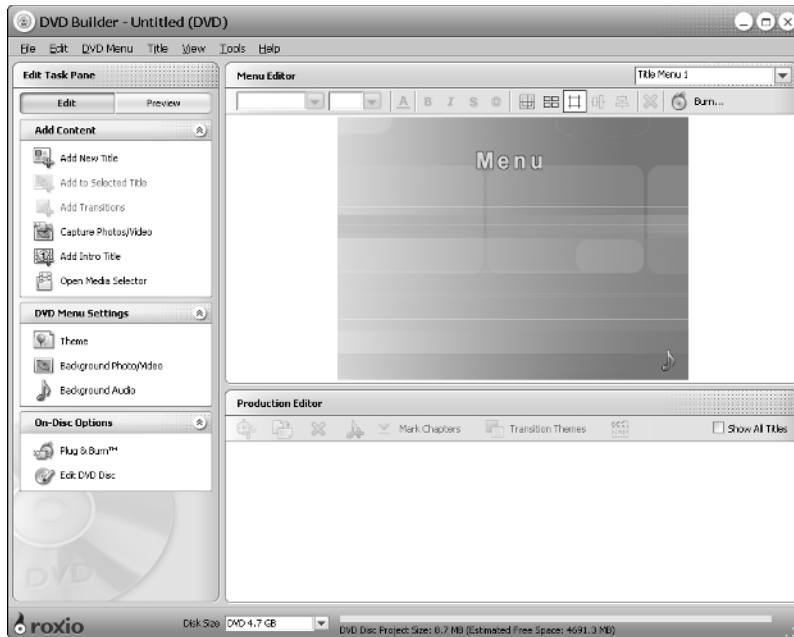 DVD Builder - Untitled (DVD)
File Edit DVD Menu Title View Tools Help
Edit Task Pane
Edit Preview
Add Content
Add New Title
Add to Selected Title
Add Transitions
Capture Photos/Video
Add Intro Title
Open Media Selector
DVD Menu Settings
Theme
Background Photo/Video
Background Audio
On-Disc Options
Plug & Burn™
Edit DVD Disc
DVD
Menu Editor
Title Menu 1
A B I S O Burn...
Menu
Production Editor
Mark Chapters Transition Themes Show All Titles
roxio
Disk Size DVD 4.7 GB DVD Disc Project Size: 8.7 MB (Estimated Free Space: 4691.3 MB)